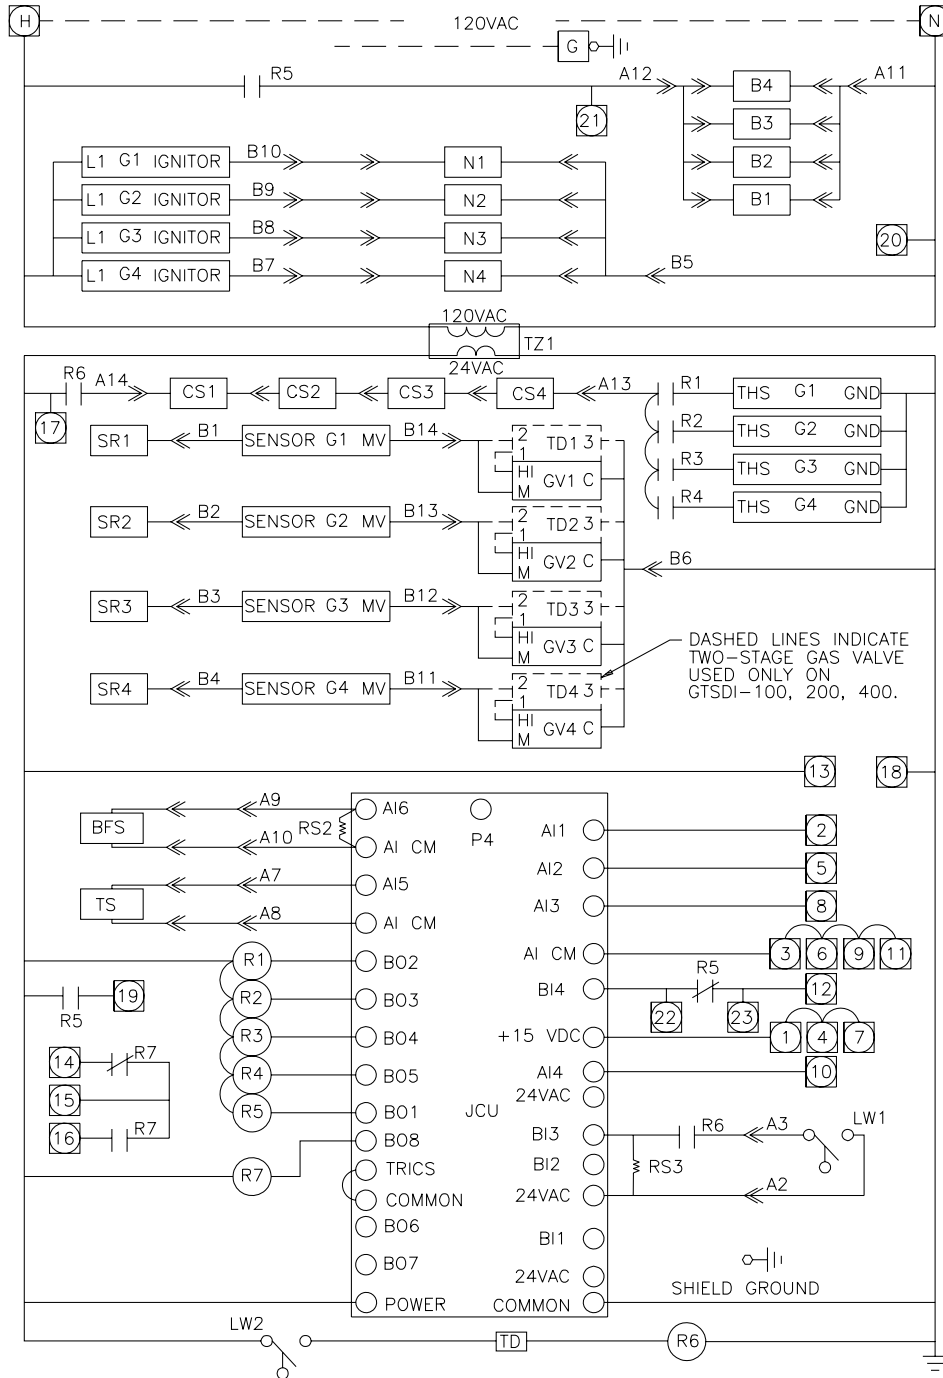 H 120VAC N
G
R5 A12 B4 A11
21 B3
L1 G1 IGNITOR B10 N1 B2
L1 G2 IGNITOR B9 N2 B1
L1 G3 IGNITOR B8 N3 20
L1 G4 IGNITOR B7 N4 B5
120VAC
TZ1
24VAC
R6 A14 CS1 CS2 CS3 CS4 A13 R1 THS G1 GND
17
SR1 B1 SENSOR G1 MV B14 2 TD1 3 R2 THS G2 GND
1
HI GV1 C R3 THS G3 GND
M
R4 THS G4 GND
SR2 B2 SENSOR G2 MV B13 2 TD2 3
1
HI GV2 C B6
M
SR3 B3 SENSOR G3 MV B12 2 TD3 3
1
HI GV3 C
M
DASHED LINES INDICATE
TWO-STAGE GAS VALVE
USED ONLY ON
GTSDI-100, 200, 400.
SR4 B4 SENSOR G4 MV B11 2 TD4 3
1
HI GV4 C
M
13 18
A9 AI6 P4
BFS RS2 AI1 2
A10 AI CM
AI2 5
A7 AI5
TS AI3 8
A8 AI CM
R1 BO2 AI CM 3 6 9 11
R5
19 R2 BO3 BI4 12
R5 22 23
R3 BO4 +15 VDC 1 4 7
14 R7
15 R4 BO5 AI4 10
24VAC
16 R7 R5 BO1 JCU
BO8 BI3 R6 A3 LW1
R7 TRICS BI2 RS3
COMMON 24VAC A2
BO6
BI1
BO7
24VAC SHIELD GROUND
POWER COMMON
LW2 TD R6